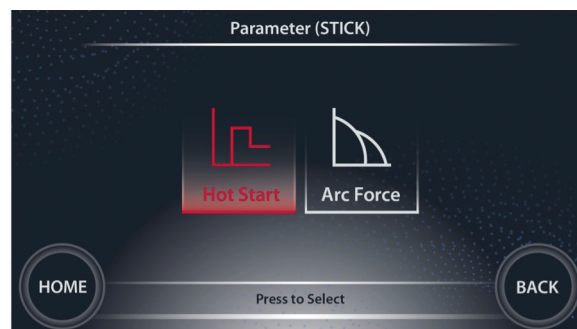 Parameter (STICK)
Hot Start
Arc Force
HOME
Press to Select
BACK